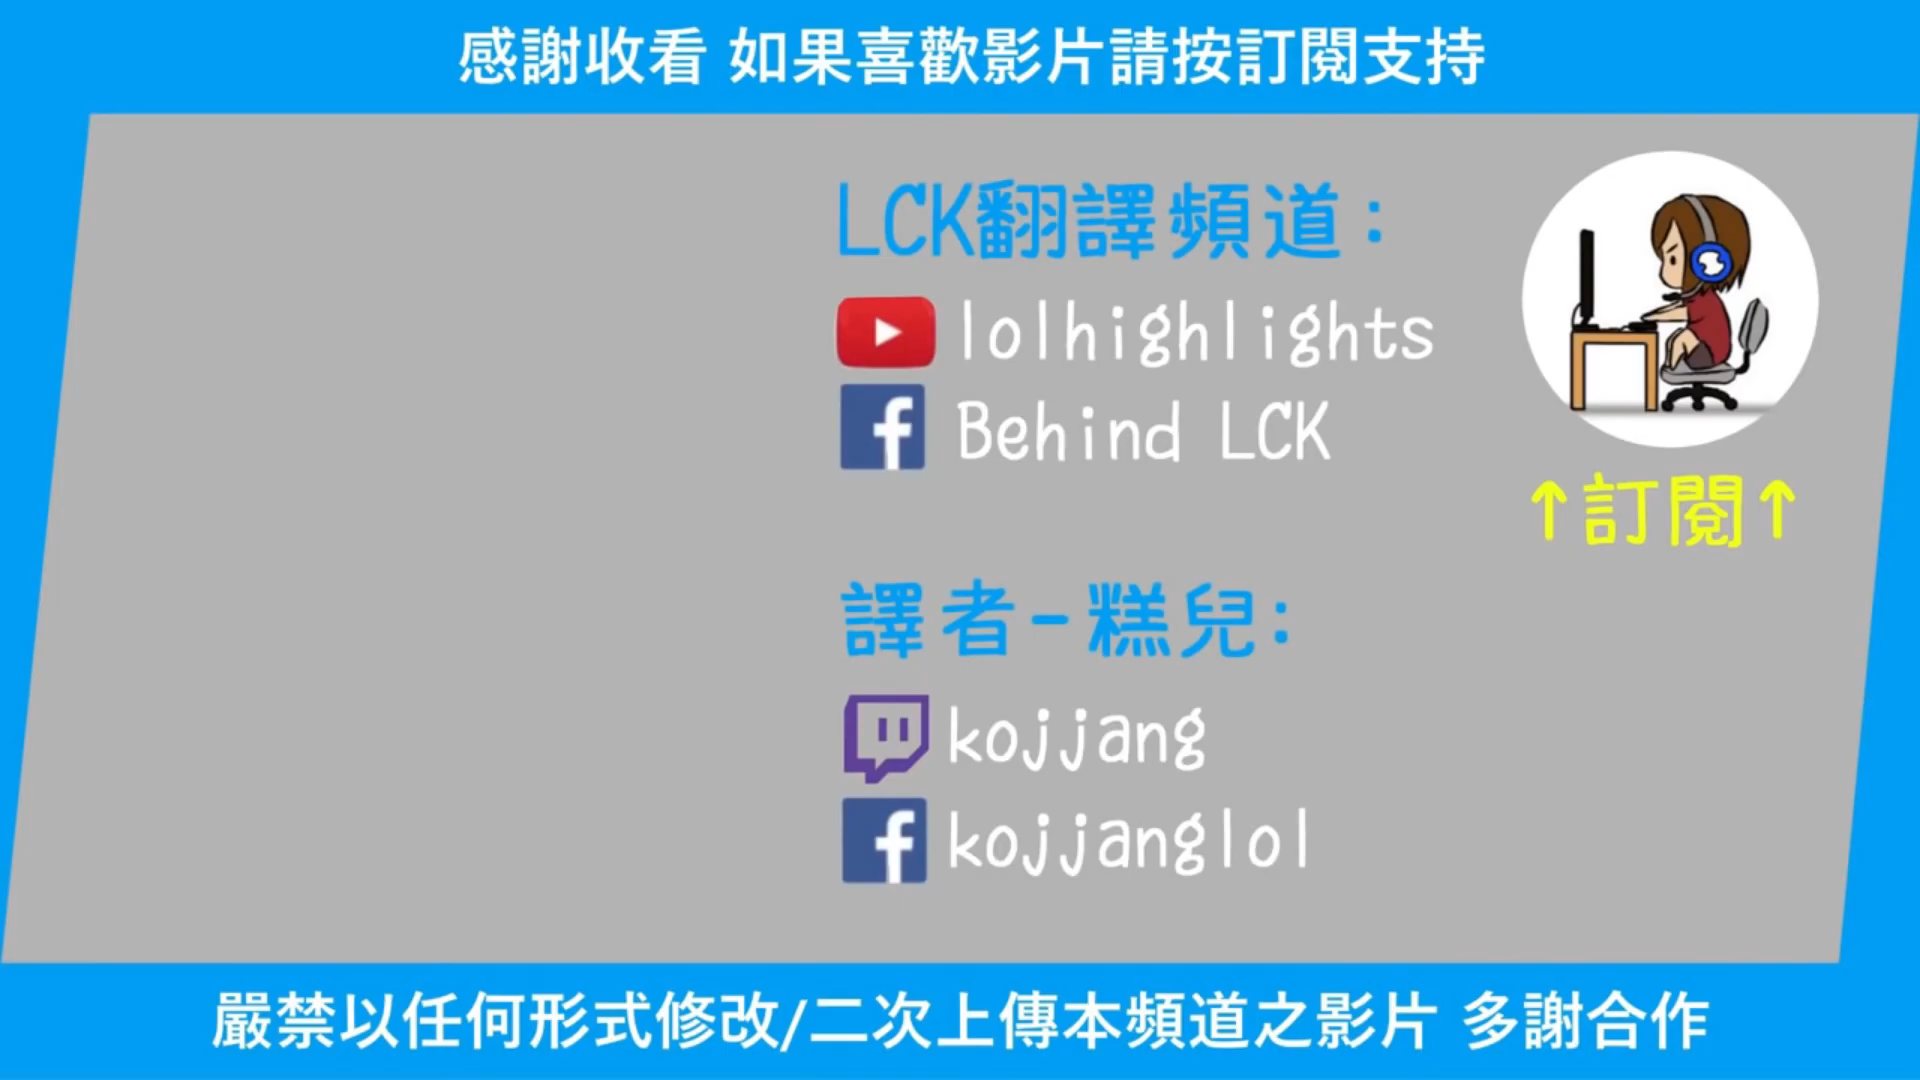 感謝收看 如果喜歡影片請按訂閱支持
LCK翻譯頻道:
lolhighlights
Behind LCK
↑訂閱↑
譯者-糕兒:
kojjang
kojjanglol
嚴禁以任何形式修改/二次上傳本頻道之影片 多謝合作